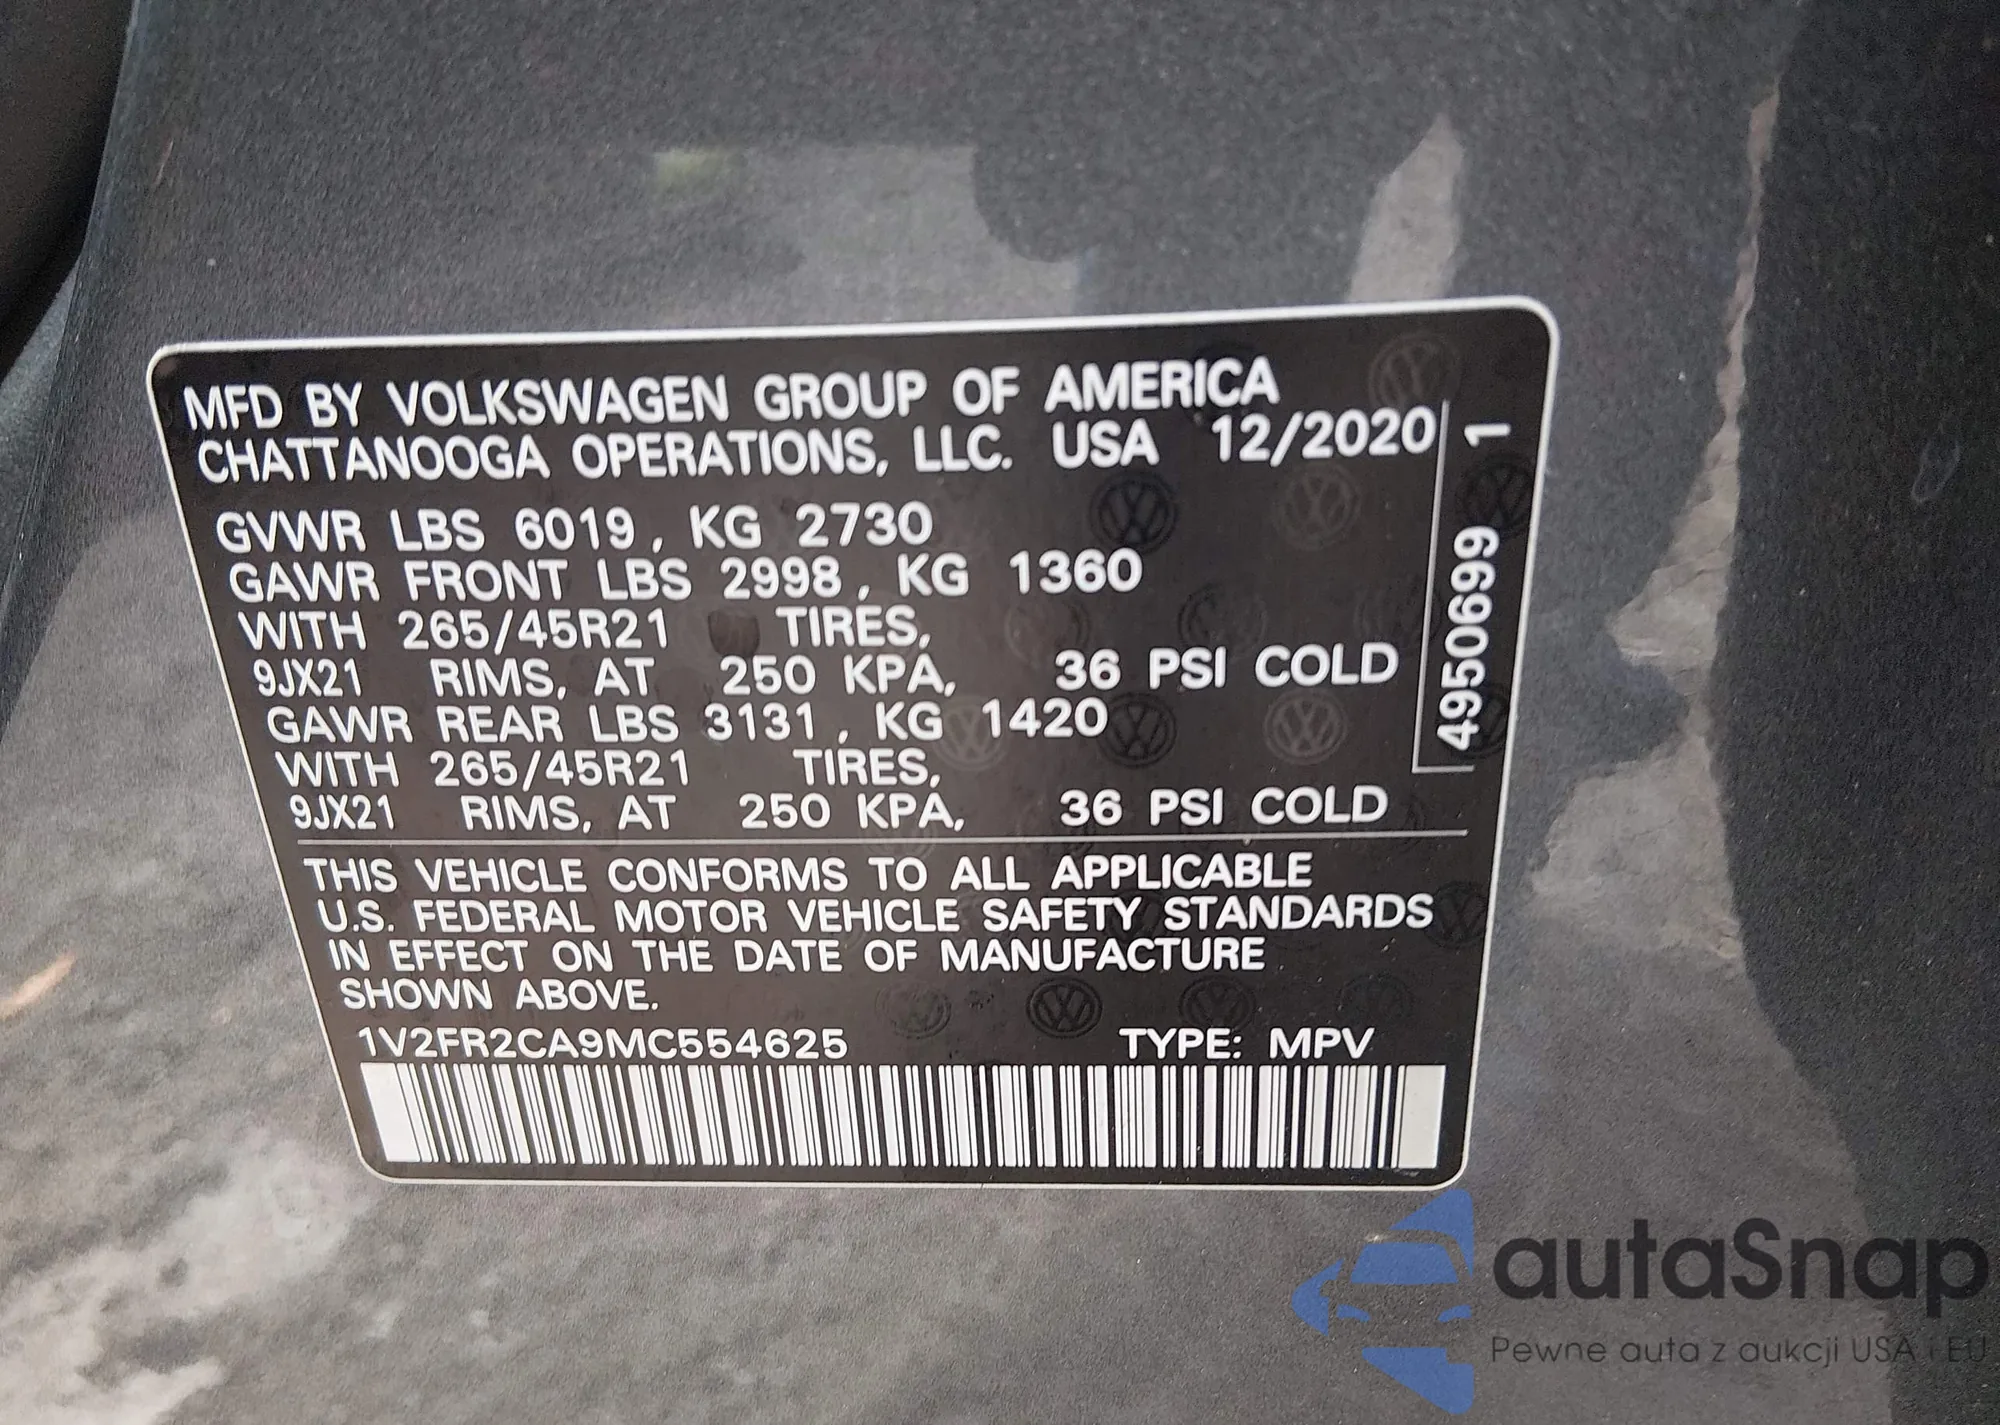 MFD BY VOLKSWAGEN GROUP OF AMERICA
CHATTANOOGA OPERATIONS, LLC. USA 12/2020
GVWR LBS 6019, KG 2730
GAWR FRONT LBS 2998, KG 1360
WITH 265/45R21 TIRES,
9JX21 RIMS, AT 250 KPA, 36 PSI COLD
GAWR REAR LBS 3131, KG 1420
WITH 265/45R21 TIRES,
9JX21 RIMS, AT 250 KPA, 36 PSI COLD
4950699 1
THIS VEHICLE CONFORMS TO ALL APPLICABLE
U.S. FEDERAL MOTOR VEHICLE SAFETY STANDARDS
IN EFFECT ON THE DATE OF MANUFACTURE
SHOWN ABOVE.
1V2FR2CA9MC554625 TYPE: MPV
autaSnap
Pewne auta z aukcji USA i EU